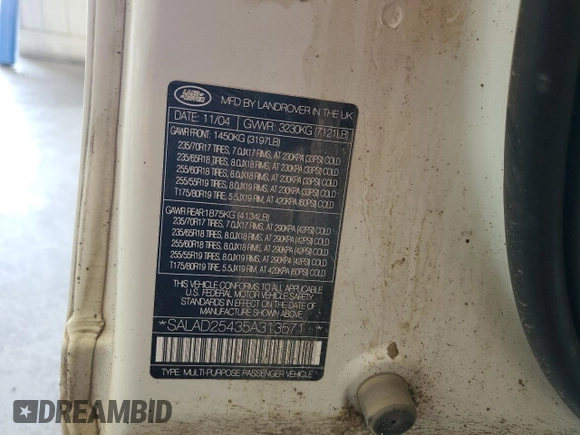 LAND ROVER
MFD BY LANDROVER IN THE UK
DATE: 11/04 GVWR: 3230KG (7121LB)
GAWR FRONT: 1450KG (3197LB)
235/70R17 TIRES, 7.0JX17 RIMS, AT 230KPA (33PSI) COLD
235/65R18 TIRES, 8.0JX18 RIMS, AT 230KPA (33PSI) COLD
255/60R18 TIRES, 8.0JX18 RIMS, AT 230KPA (33PSI) COLD
255/55R19 TIRES, 8.0JX19 RIMS, AT 230KPA (33PSI) COLD
T175/80R19 TIRES, 5.5JX19 RIM, AT 420KPA (60PSI) COLD
GAWR REAR: 1875KG (4134LB)
235/70R17 TIRES, 7.0JX17 RIMS, AT 290KPA (42PSI) COLD
235/65R18 TIRES, 8.0JX18 RIMS, AT 290KPA (42PSI) COLD
255/60R18 TIRES, 8.0JX18 RIMS, AT 290KPA (42PSI) COLD
255/55R19 TIRES, 8.0JX19 RIMS, AT 290KPA (42PSI) COLD
T175/80R19 TIRES, 5.5JX19 RIM, AT 420KPA (60PSI) COLD
THIS VEHICLE CONFORMS TO ALL APPLICABLE
U.S. FEDERAL MOTOR VEHICLE SAFETY
STANDARDS IN EFFECT ON THE DATE OF
MANUFACTURE SHOWN ABOVE.
*SALAD25435A313571*
TYPE: MULTI-PURPOSE PASSENGER VEHICLE
DREAMBID